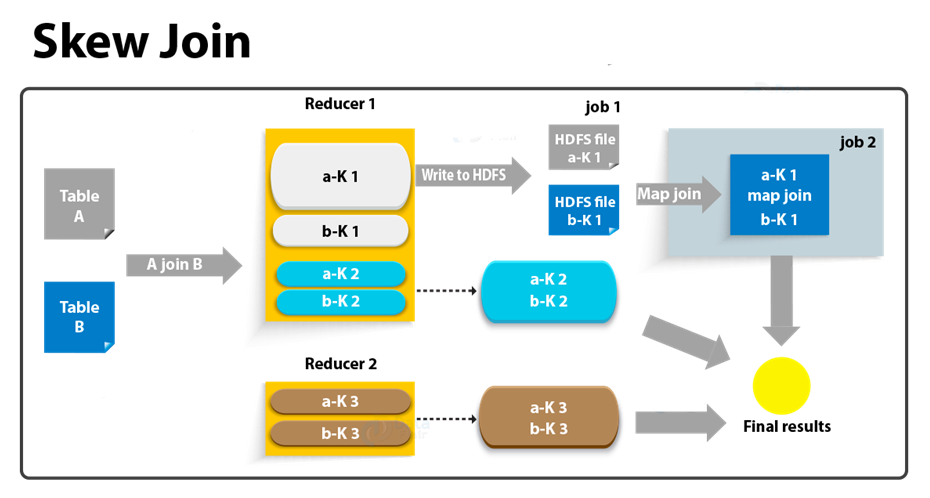 Skew Join
Reducer 1
job 1
Table
A
Table
B
A join B
a-K 1
b-K 1
a-K 2
b-K 2
Write to HDFS
HDFS file
a-K 1
HDFS file
b-K 1
Map join
job 2
a-K 1
map join
b-K 1
a-K 2
b-K 2
Reducer 2
a-K 3
b-K 3
a-K 3
b-K 3
Final results